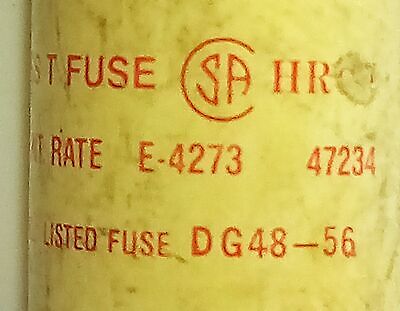 S T FUSE SA HR
T. RATE E-4273 47234
LISTED FUSE DG48-56